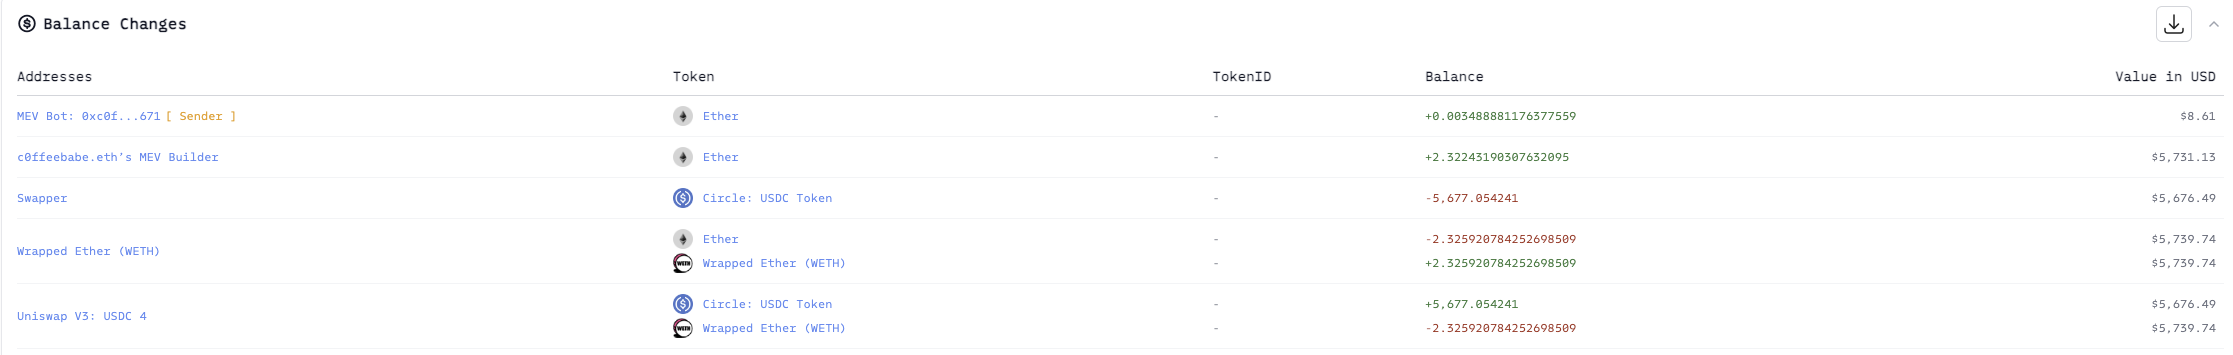 Balance Changes
Addresses Token TokenID Balance Value in USD
MEV Bot: 0xc0f...671 [ Sender ] Ether - +0.003488881176377559 $8.61
c0ffeebabe.eth’s MEV Builder Ether - +2.32243190307632095 $5,731.13
Swapper Circle: USDC Token - -5,677.054241 $5,676.49
Wrapped Ether (WETH) Ether - -2.325920784252698509 $5,739.74
WETH Wrapped Ether (WETH) - +2.325920784252698509 $5,739.74
Uniswap V3: USDC 4 Circle: USDC Token - +5,677.054241 $5,676.49
WETH Wrapped Ether (WETH) - -2.325920784252698509 $5,739.74